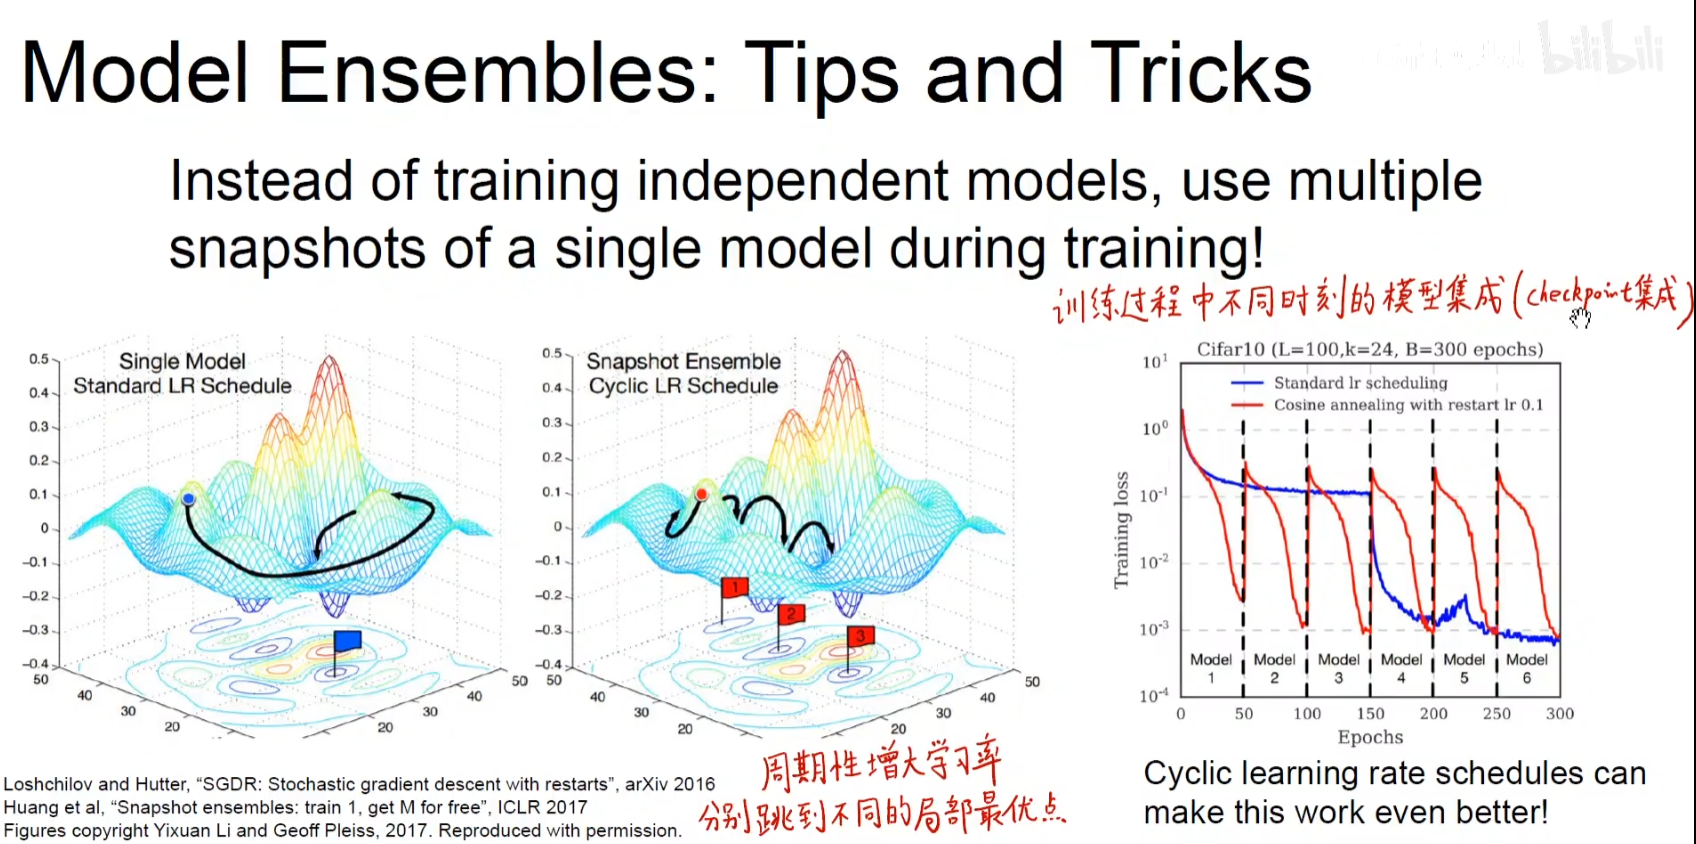 bilibili
Model Ensembles: Tips and Tricks
Instead of training independent models, use multiple
snapshots of a single model during training!
训练过程中不同时刻的模型集成(checkpoint集成)
Single Model
Standard LR Schedule
0.5
0.4
0.3
0.2
0.1
0
–0.1
–0.2
–0.3
–0.4
50
40
30
20
20
30
40
50
Snapshot Ensemble
Cyclic LR Schedule
0.5
0.4
0.3
0.2
0.1
0
–0.1
–0.2
–0.3
–0.4
50
40
30
20
20
30
40
50
1
2
3
Cifar10 (L=100,k=24, B=300 epochs)
Standard lr scheduling
Cosine annealing with restart lr 0.1
Training loss
10¹
10⁰
10⁻¹
10⁻²
10⁻³
10⁻⁴
Model 1
Model 2
Model 3
Model 4
Model 5
Model 6
0 50 100 150 200 250 300
Epochs
周期性增大学习率
分别跳到不同的局部最优点
Loshchilov and Hutter, “SGDR: Stochastic gradient descent with restarts”, arXiv 2016
Huang et al, “Snapshot ensembles: train 1, get M for free”, ICLR 2017
Figures copyright Yixuan Li and Geoff Pleiss, 2017. Reproduced with permission.
Cyclic learning rate schedules can
make this work even better!